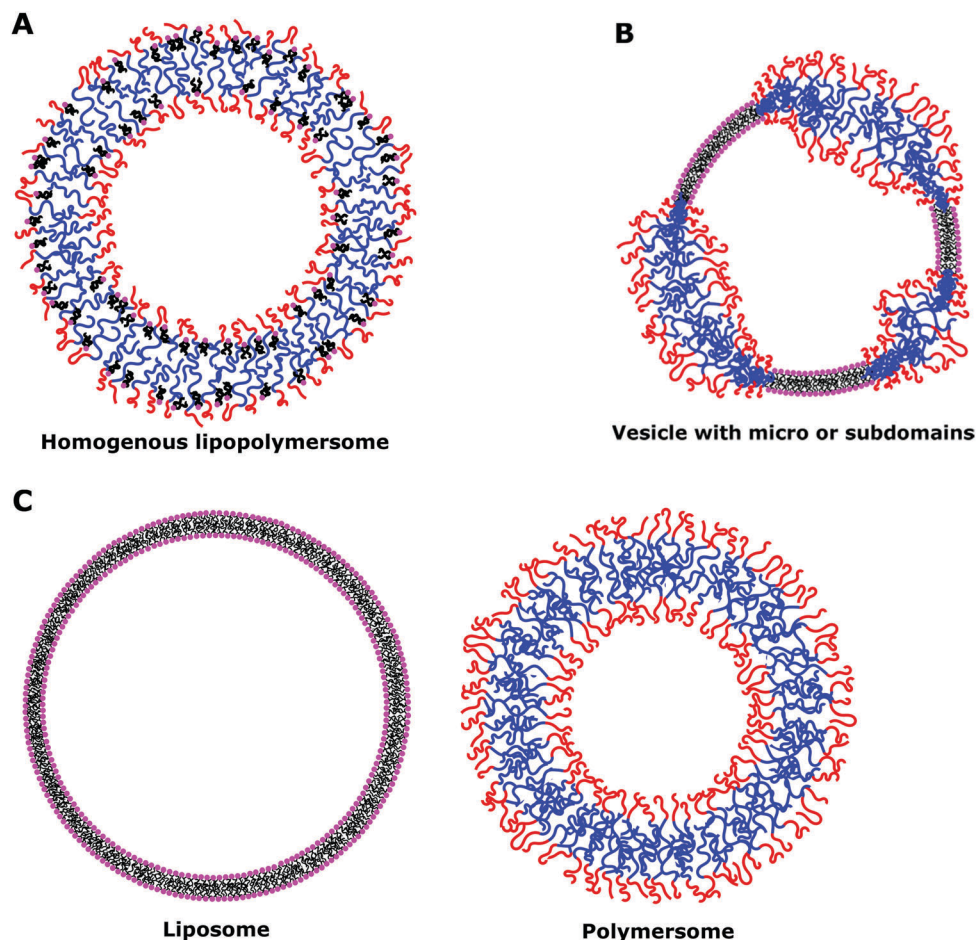 A
B
Homogenous lipopolymersome
Vesicle with micro or subdomains
C
Liposome
Polymersome